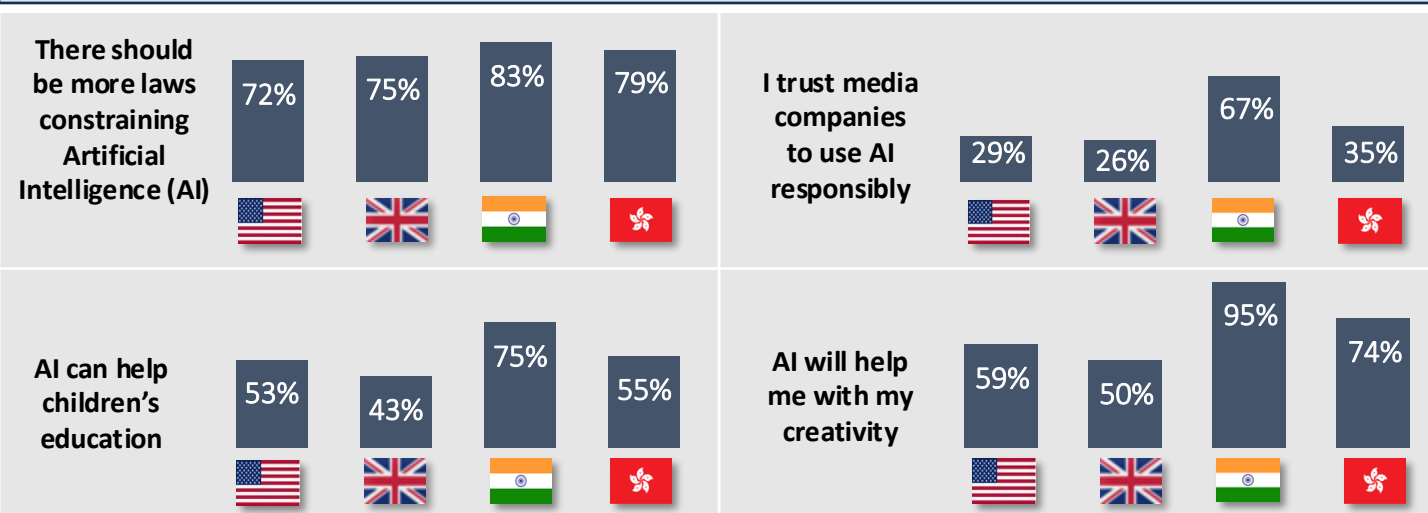 There should
be more laws
constraining
Artificial
Intelligence (AI)
72%
75%
83%
79%
I trust media
companies
to use AI
responsibly
29%
26%
67%
35%
AI can help
children’s
education
53%
43%
75%
55%
AI will help
me with my
creativity
59%
50%
95%
74%